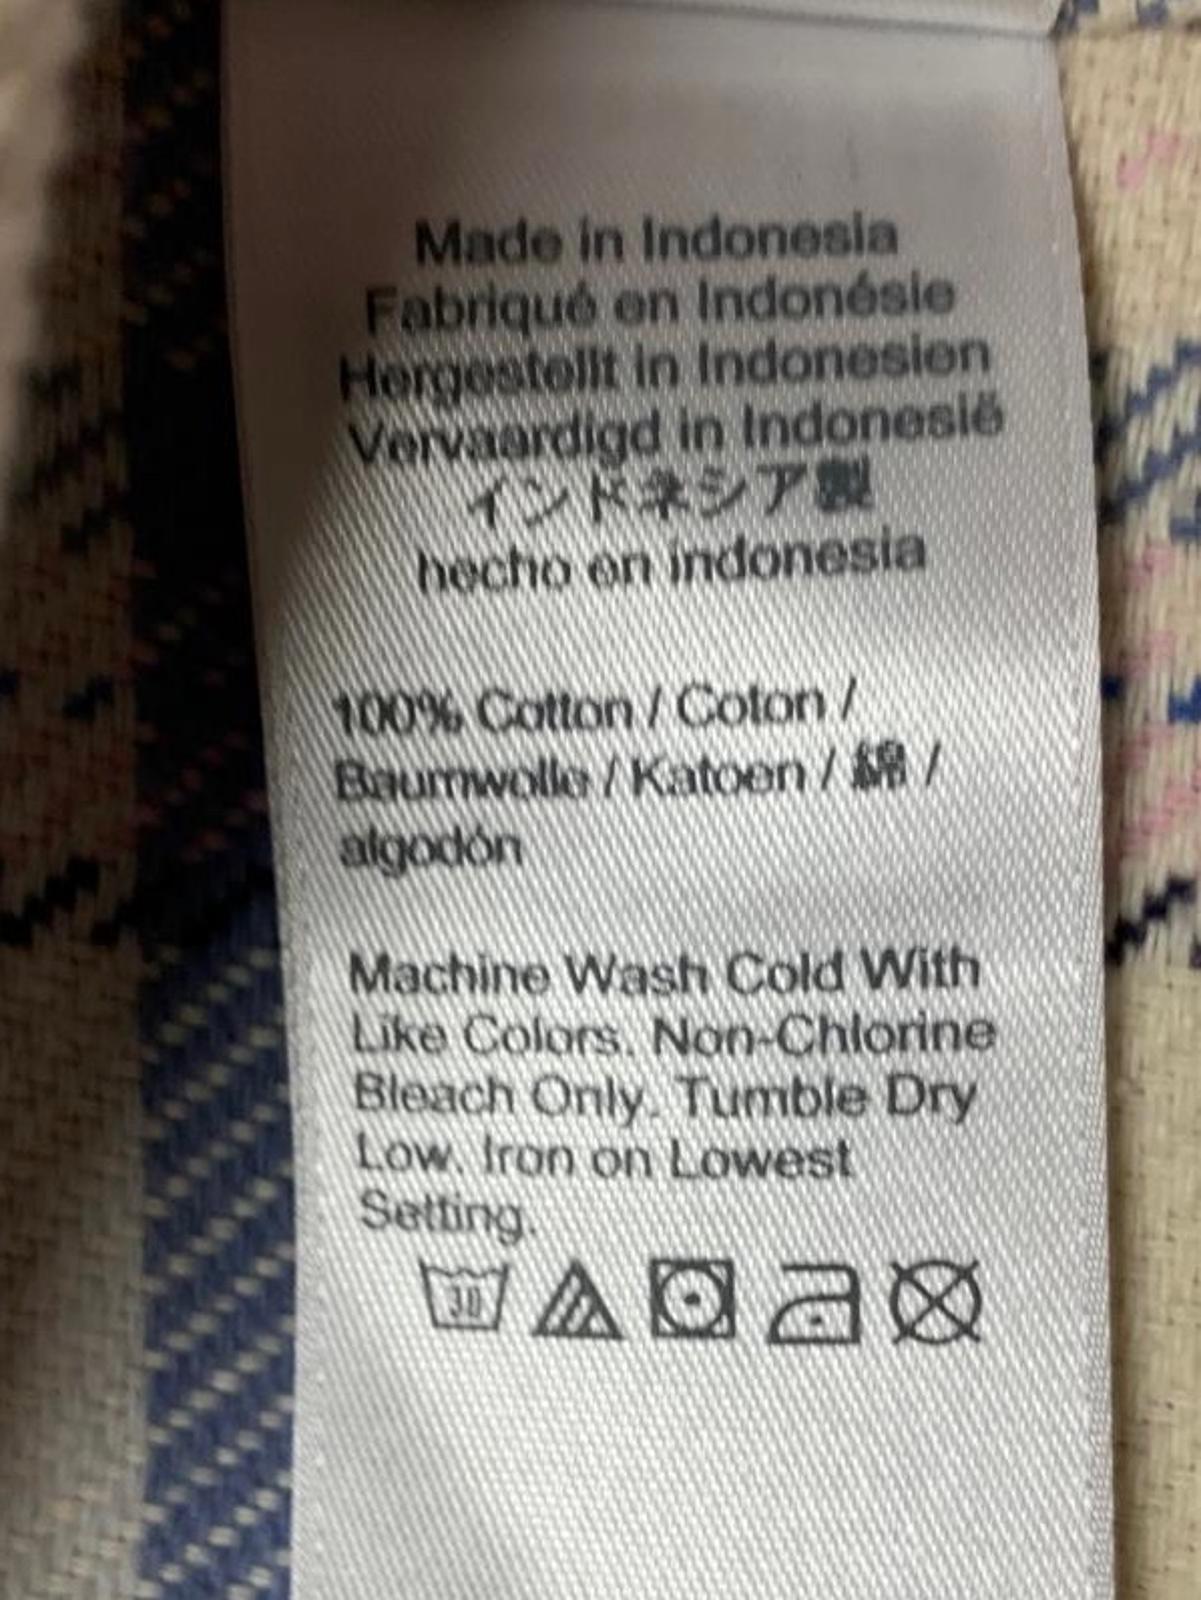 Made in Indonesia
Fabriqué en Indonésie
Hergestellt in Indonesien
Vervaardigd in Indonesië
インドネシア製
hecho en indonesia
100% Cotton / Coton /
Baumwolle / Katoen / 綿 /
algodón
Machine Wash Cold With
Like Colors. Non-Chlorine
Bleach Only. Tumble Dry
Low. Iron on Lowest
Setting.
30